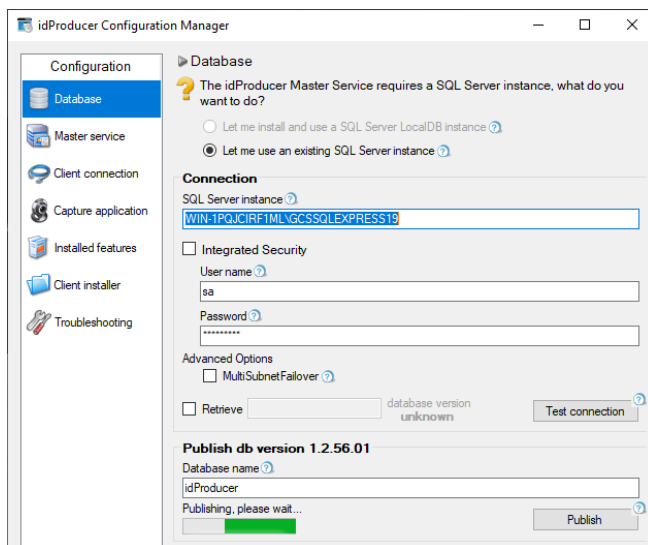 idProducer Configuration Manager
Configuration
Database
Master service
Client connection
Capture application
Installed features
Client installer
Troubleshooting
Database
The idProducer Master Service requires a SQL Server instance, what do you
want to do?
Let me install and use a SQL Server LocalDB instance
Let me use an existing SQL Server instance
Connection
SQL Server instance
WIN-1PQJCIRF1ML\GCSSQLEXPRESS19
Integrated Security
User name
sa
Password
*********
Advanced Options
MultiSubnetFailover
Retrieve
database version
unknown
Test connection
Publish db version 1.2.56.01
Database name
idProducer
Publishing, please wait...
Publish